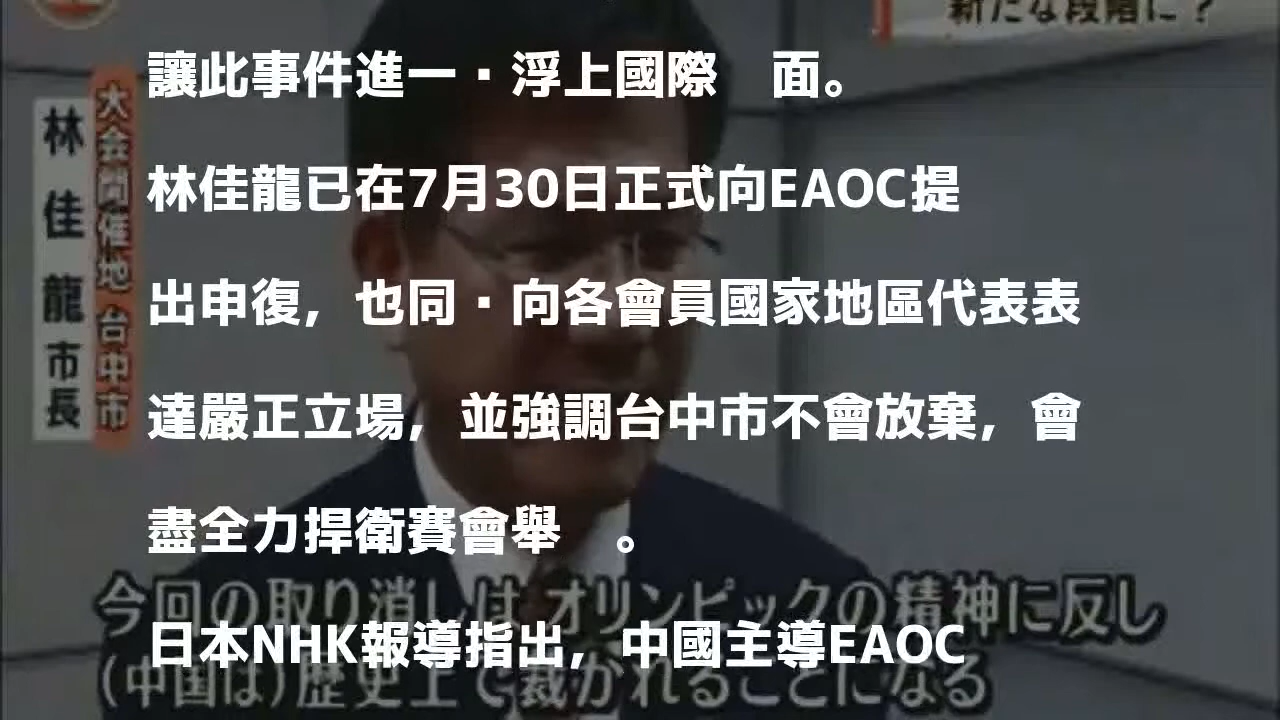 新たな段階に？
讓此事件進一·浮上國際　面。
林佳龍已在7月30日正式向EAOC提
出申復，也同·向各會員國家地區代表表
達嚴正立場，並強調台中市不會放棄，會
盡全力捍衛賽會舉　。
日本NHK報導指出，中國主導EAOC
大会開催地 台中市
林佳龍市長
今回の取り消しは オリンピックの精神に反し
(中国は)歴史上で裁かれることになる